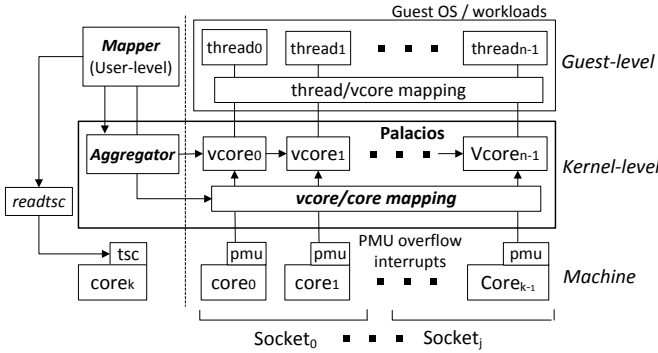 Guest OS / workloads
Mapper
(User-level)
thread0
thread1
threadn-1
Guest-level
thread/vcore mapping
Palacios
Aggregator
vcore0
vcore1
Vcoren-1
Kernel-level
readtsc
vcore/core mapping
tsc
pmu
pmu
PMU overflow
interrupts
pmu
corek
core0
core1
Corek-1
Machine
Socket0
Socketj